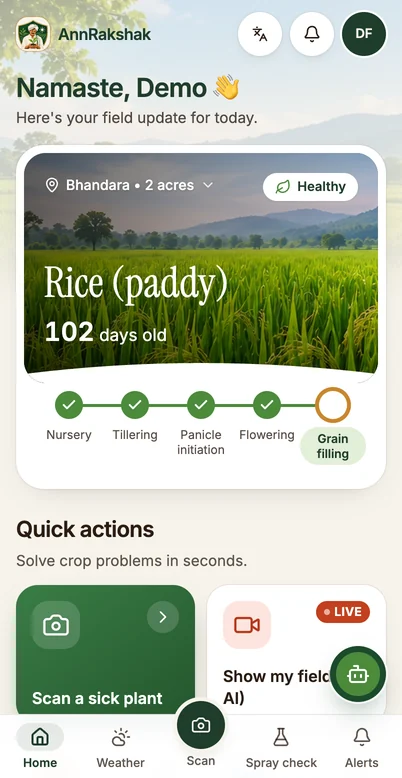 AnnRakshak
DF
Namaste, Demo 👋
Here's your field update for today.
Bhandara • 2 acres
Healthy
Rice (paddy)
102 days old
Nursery
Tillering
Panicle
initiation
Flowering
Grain
filling
Quick actions
Solve crop problems in seconds.
LIVE
Scan a sick plant
Show my field
AI)
Home
Weather
Scan
Spray check
Alerts